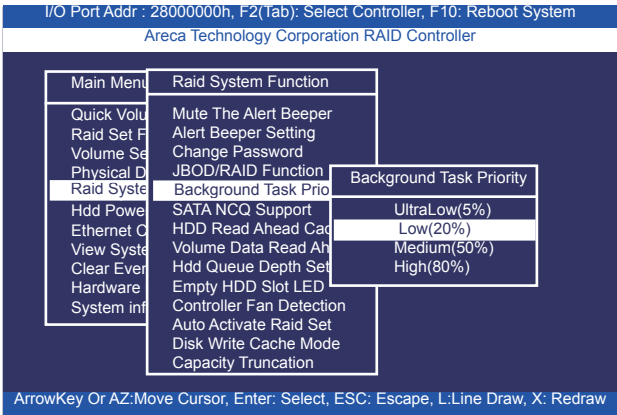 I/O Port Addr : 28000000h, F2(Tab): Select Controller, F10: Reboot System
Areca Technology Corporation RAID Controller
Main Menu
Quick Volu
Raid Set F
Volume Se
Physical D
Raid Syste
Hdd Powe
Ethernet C
View Syste
Clear Even
Hardware
System inf
Raid System Function
Mute The Alert Beeper
Alert Beeper Setting
Change Password
JBOD/RAID Function
Background Task Prio
SATA NCQ Support
HDD Read Ahead Cac
Volume Data Read Ah
Hdd Queue Depth Set
Empty HDD Slot LED
Controller Fan Detection
Auto Activate Raid Set
Disk Write Cache Mode
Capacity Truncation
Background Task Priority
UltraLow(5%)
Low(20%)
Medium(50%)
High(80%)
ArrowKey Or AZ:Move Cursor, Enter: Select, ESC: Escape, L:Line Draw, X: Redraw